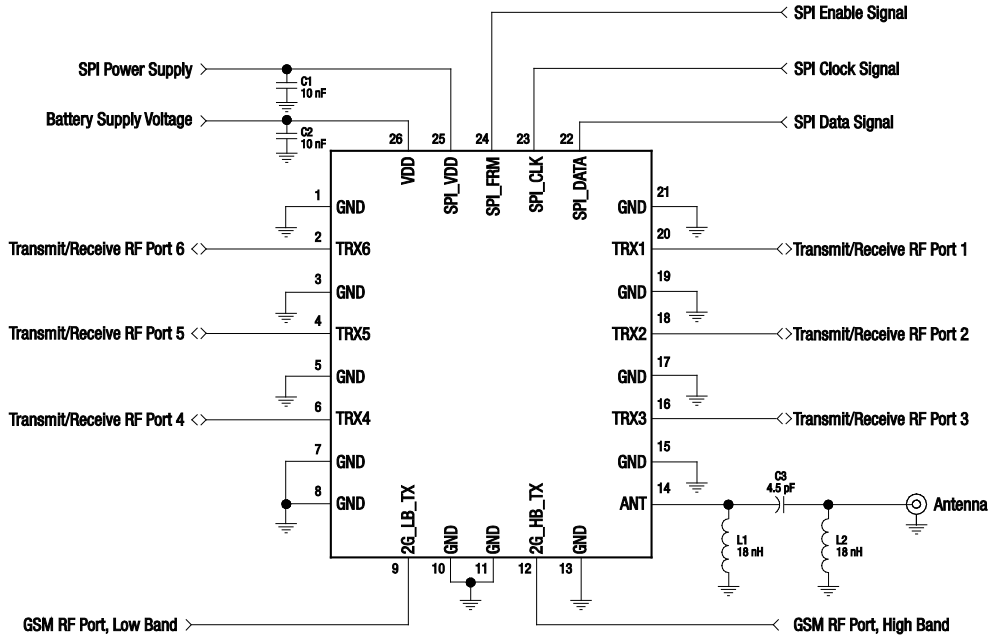 SPI Enable Signal
SPI Power Supply
SPI Clock Signal
C1
10 nF
Battery Supply Voltage
SPI Data Signal
C2
10 nF
26
25
24
23
22
VDD
SPI_VDD
SPI_FRM
SPI_CLK
SPI_DATA
1
GND
21
GND
Transmit/Receive RF Port 6
2
TRX6
20
TRX1
Transmit/Receive RF Port 1
3
GND
19
GND
Transmit/Receive RF Port 5
4
TRX5
18
TRX2
Transmit/Receive RF Port 2
5
GND
17
GND
Transmit/Receive RF Port 4
6
TRX4
16
TRX3
Transmit/Receive RF Port 3
7
GND
15
GND
8
GND
14
ANT
C3
4.5 pF
Antenna
L1
18 nH
L2
18 nH
2G_LB_TX
GND
GND
2G_HB_TX
GND
9
10
11
12
13
GSM RF Port, Low Band
GSM RF Port, High Band